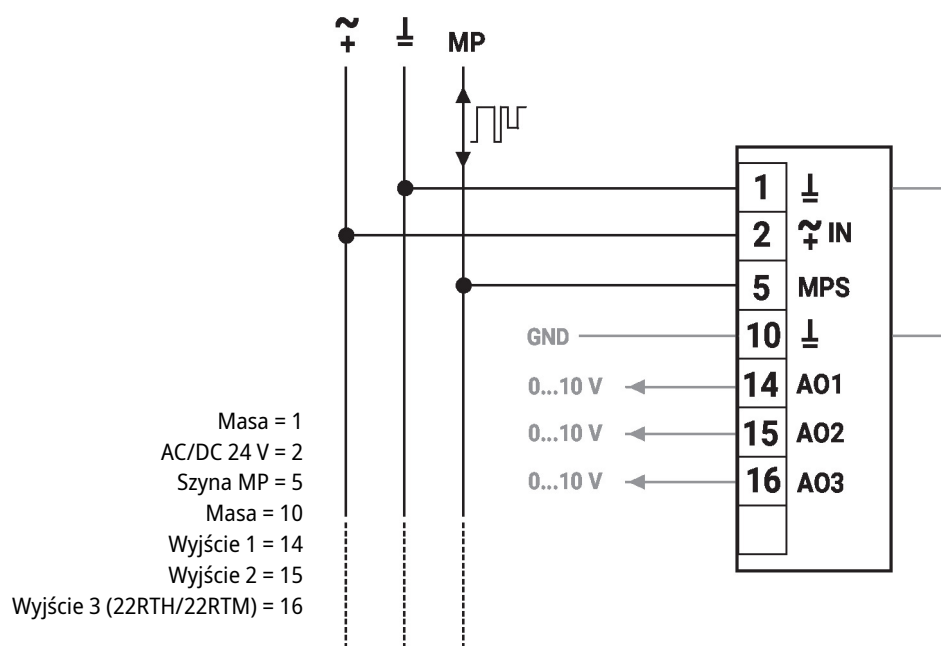 ~
+ ⊥ MP
1 ⊥
2 ~
+ IN
5 MPS
GND 10 ⊥
0...10 V 14 AO1
0...10 V 15 AO2
0...10 V 16 AO3
Masa = 1
AC/DC 24 V = 2
Szyna MP = 5
Masa = 10
Wyjście 1 = 14
Wyjście 2 = 15
Wyjście 3 (22RTH/22RTM) = 16